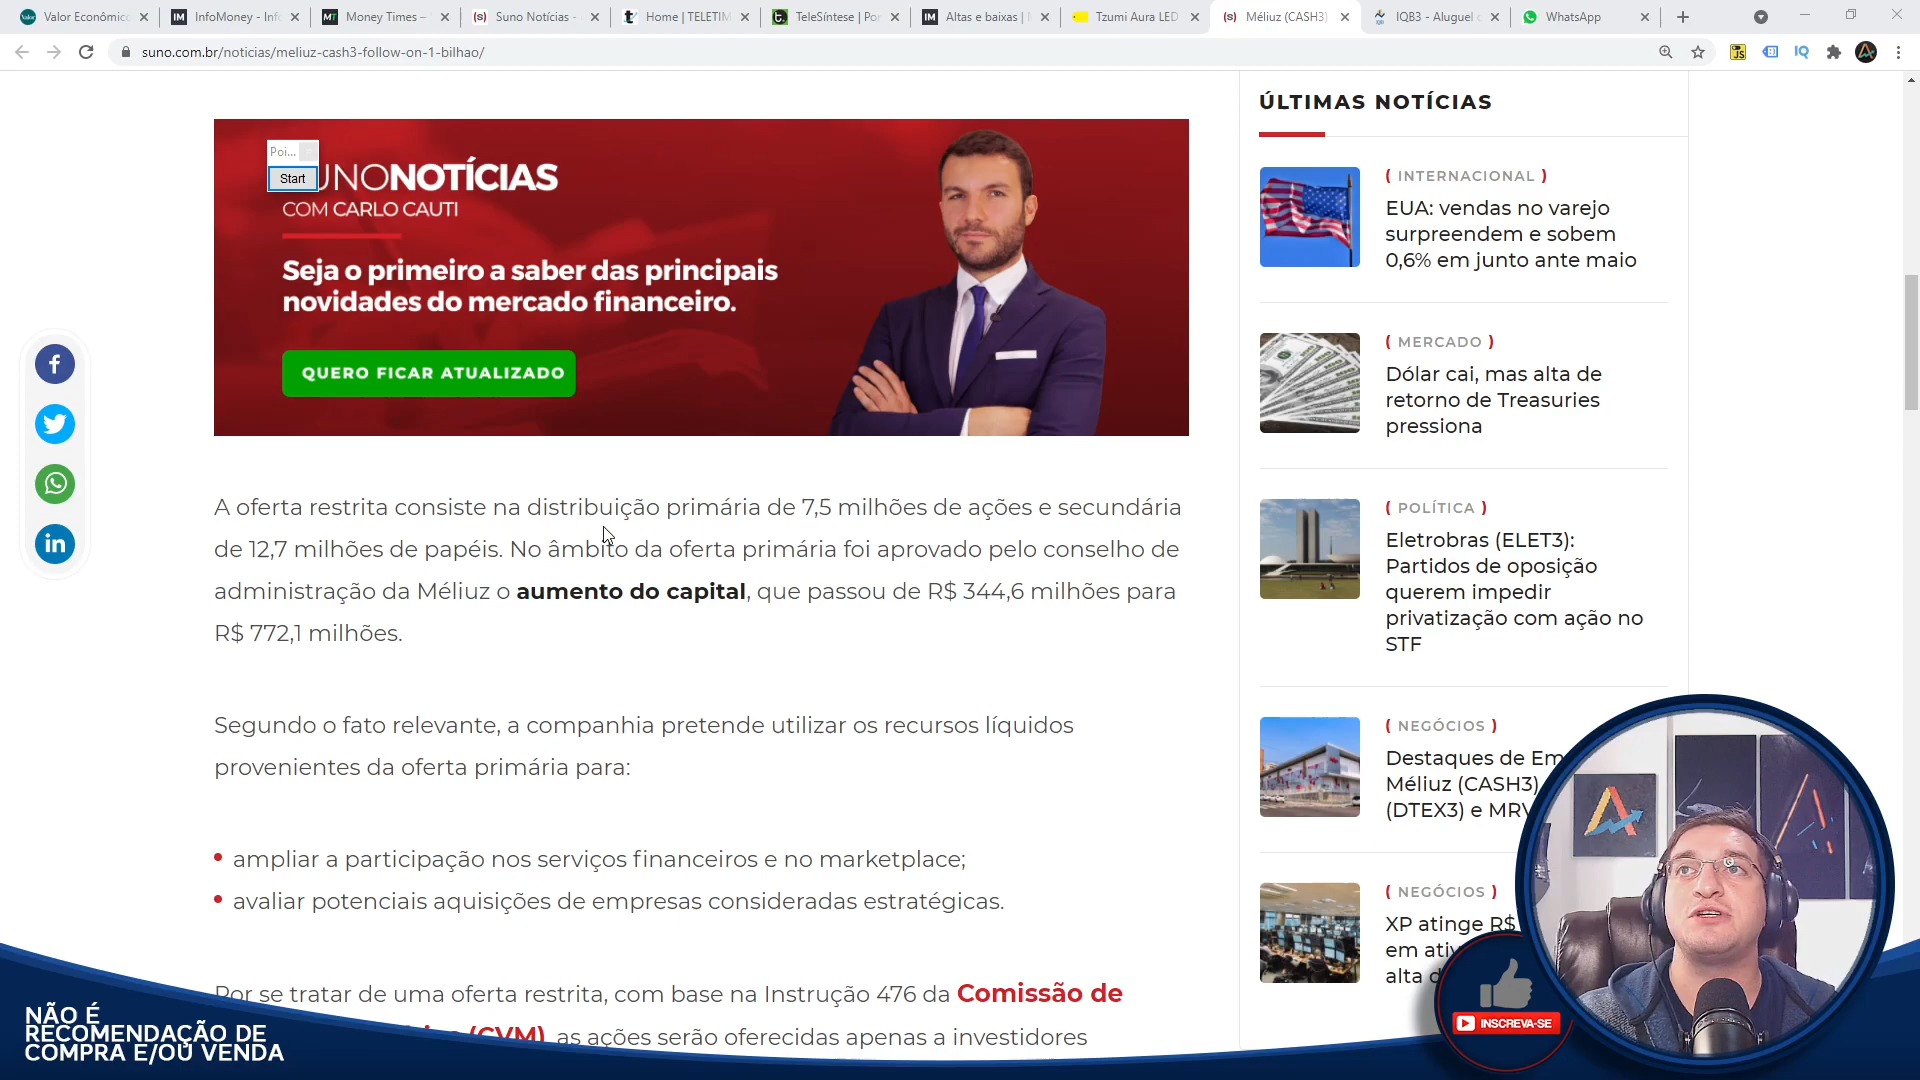 Valor Econômico
InfoMoney - Inf
Money Times –
Suno Notícias -
Home | TELETIM
TeleSíntese | Por
Altas e baixas |
Tzumi Aura LED
Méliuz (CASH3)
IQB3 - Aluguel
WhatsApp
suno.com.br/noticias/meliuz-cash3-follow-on-1-bilhao/
Poi...
Start
UNONOTÍCIAS
COM CARLO CAUTI
Seja o primeiro a saber das principais
novidades do mercado financeiro.
QUERO FICAR ATUALIZADO
A oferta restrita consiste na distribuição primária de 7,5 milhões de ações e secundária
de 12,7 milhões de papéis. No âmbito da oferta primária foi aprovado pelo conselho de
administração da Méliuz o aumento do capital, que passou de R$ 344,6 milhões para
R$ 772,1 milhões.
Segundo o fato relevante, a companhia pretende utilizar os recursos líquidos
provenientes da oferta primária para:
• ampliar a participação nos serviços financeiros e no marketplace;
• avaliar potenciais aquisições de empresas consideradas estratégicas.
Por se tratar de uma oferta restrita, com base na Instrução 476 da Comissão de
(CVM), as ações serão oferecidas apenas a investidores
ÚLTIMAS NOTÍCIAS
( INTERNACIONAL )
EUA: vendas no varejo
surpreendem e sobem
0,6% em junto ante maio
( MERCADO )
Dólar cai, mas alta de
retorno de Treasuries
pressiona
( POLÍTICA )
Eletrobras (ELET3):
Partidos de oposição
querem impedir
privatização com ação no
STF
( NEGÓCIOS )
Destaques de Em
Méliuz (CASH3)
(DTEX3) e MRV
( NEGÓCIOS )
XP atinge R$
em ativ
alta d
NÃO É
RECOMENDAÇÃO DE
COMPRA E/OU VENDA
INSCREVA-SE